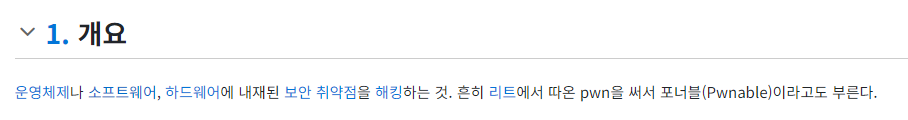 1. 개요
운영체제나 소프트웨어, 하드웨어에 내재된 보안 취약점을 해킹하는 것. 흔히 리트에서 따온 pwn을 써서 포너블(Pwnable)이라고도 부른다.